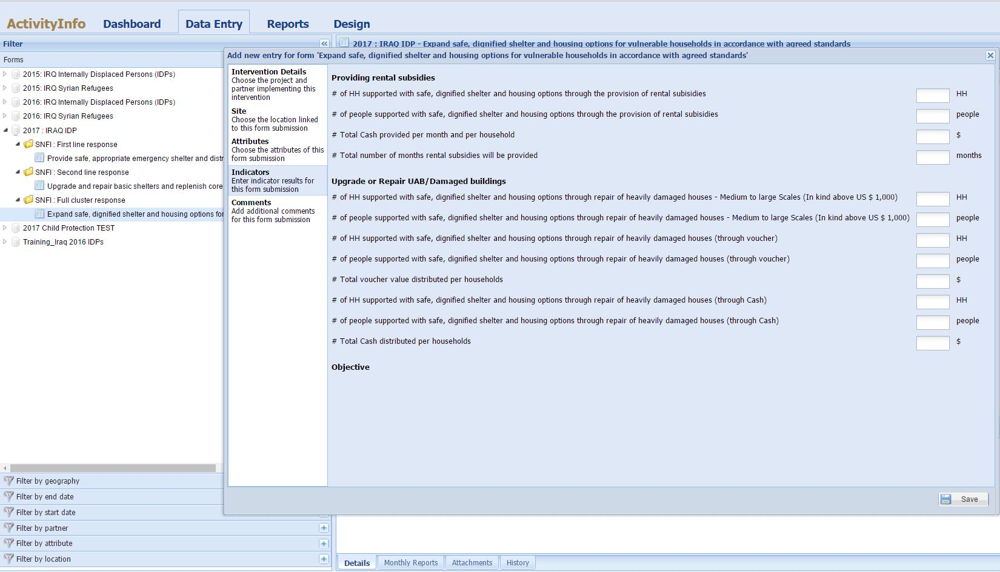 ActivityInfo
Dashboard
Data Entry
Reports
Design
Filter
Forms
2015: IRQ Internally Displaced Persons (IDPs)
2015: IRQ Syrian Refugees
2016: IRQ Internally Displaced Persons (IDPs)
2016: IRQ Syrian Refugees
2017 : IRAQ IDP
SNFI : First line response
Provide safe, appropriate emergency shelter and distr
SNFI : Second line response
Upgrade and repair basic shelters and replenish core
SNFI : Full cluster response
Expand safe, dignified shelter and housing options for
2017 Child Protection TEST
Training_Iraq 2016 IDPs
Filter by geography
Filter by end date
Filter by start date
Filter by partner
Filter by attribute
Filter by location
2017 : IRAQ IDP - Expand safe, dignified shelter and housing options for vulnerable households in accordance with agreed standards
Add new entry for form 'Expand safe, dignified shelter and housing options for vulnerable households in accordance with agreed standards'
Intervention Details
Choose the project and
partner implementing this
intervention
Site
Choose the location linked
to this form submission
Attributes
Choose the attributes of this
form submission
Indicators
Enter indicator results for
this form submission
Comments
Add additional comments
for this form submission
Providing rental subsidies
# of HH supported with safe, dignified shelter and housing options through the provision of rental subisidies HH
# of people supported with safe, dignified shelter and housing options through the provision of rental subisidies people
# Total Cash provided per month and per household $
# Total number of months rental subsidies will be provided months
Upgrade or Repair UAB/Damaged buildings
# of HH supported with safe, dignified shelter and housing options through repair of heavily damaged houses - Medium to large Scales (In kind above US $ 1,000) HH
# of people supported with safe, dignified shelter and housing options through repair of heavily damaged houses - Medium to large Scales (In kind above US $ 1,000) people
# of HH supported with safe, dignified shelter and housing options through repair of heavily damaged houses (through voucher) HH
# of people supported with safe, dignified shelter and housing options through repair of heavily damaged houses (through voucher) people
# Total voucher value distributed per households $
# of HH supported with safe, dignified shelter and housing options through repair of heavily damaged houses (through Cash) HH
# of people supported with safe, dignified shelter and housing options through repair of heavily damaged houses (through Cash) people
# Total Cash distributed per households $
Objective
Save
Details
Monthly Reports
Attachments
History